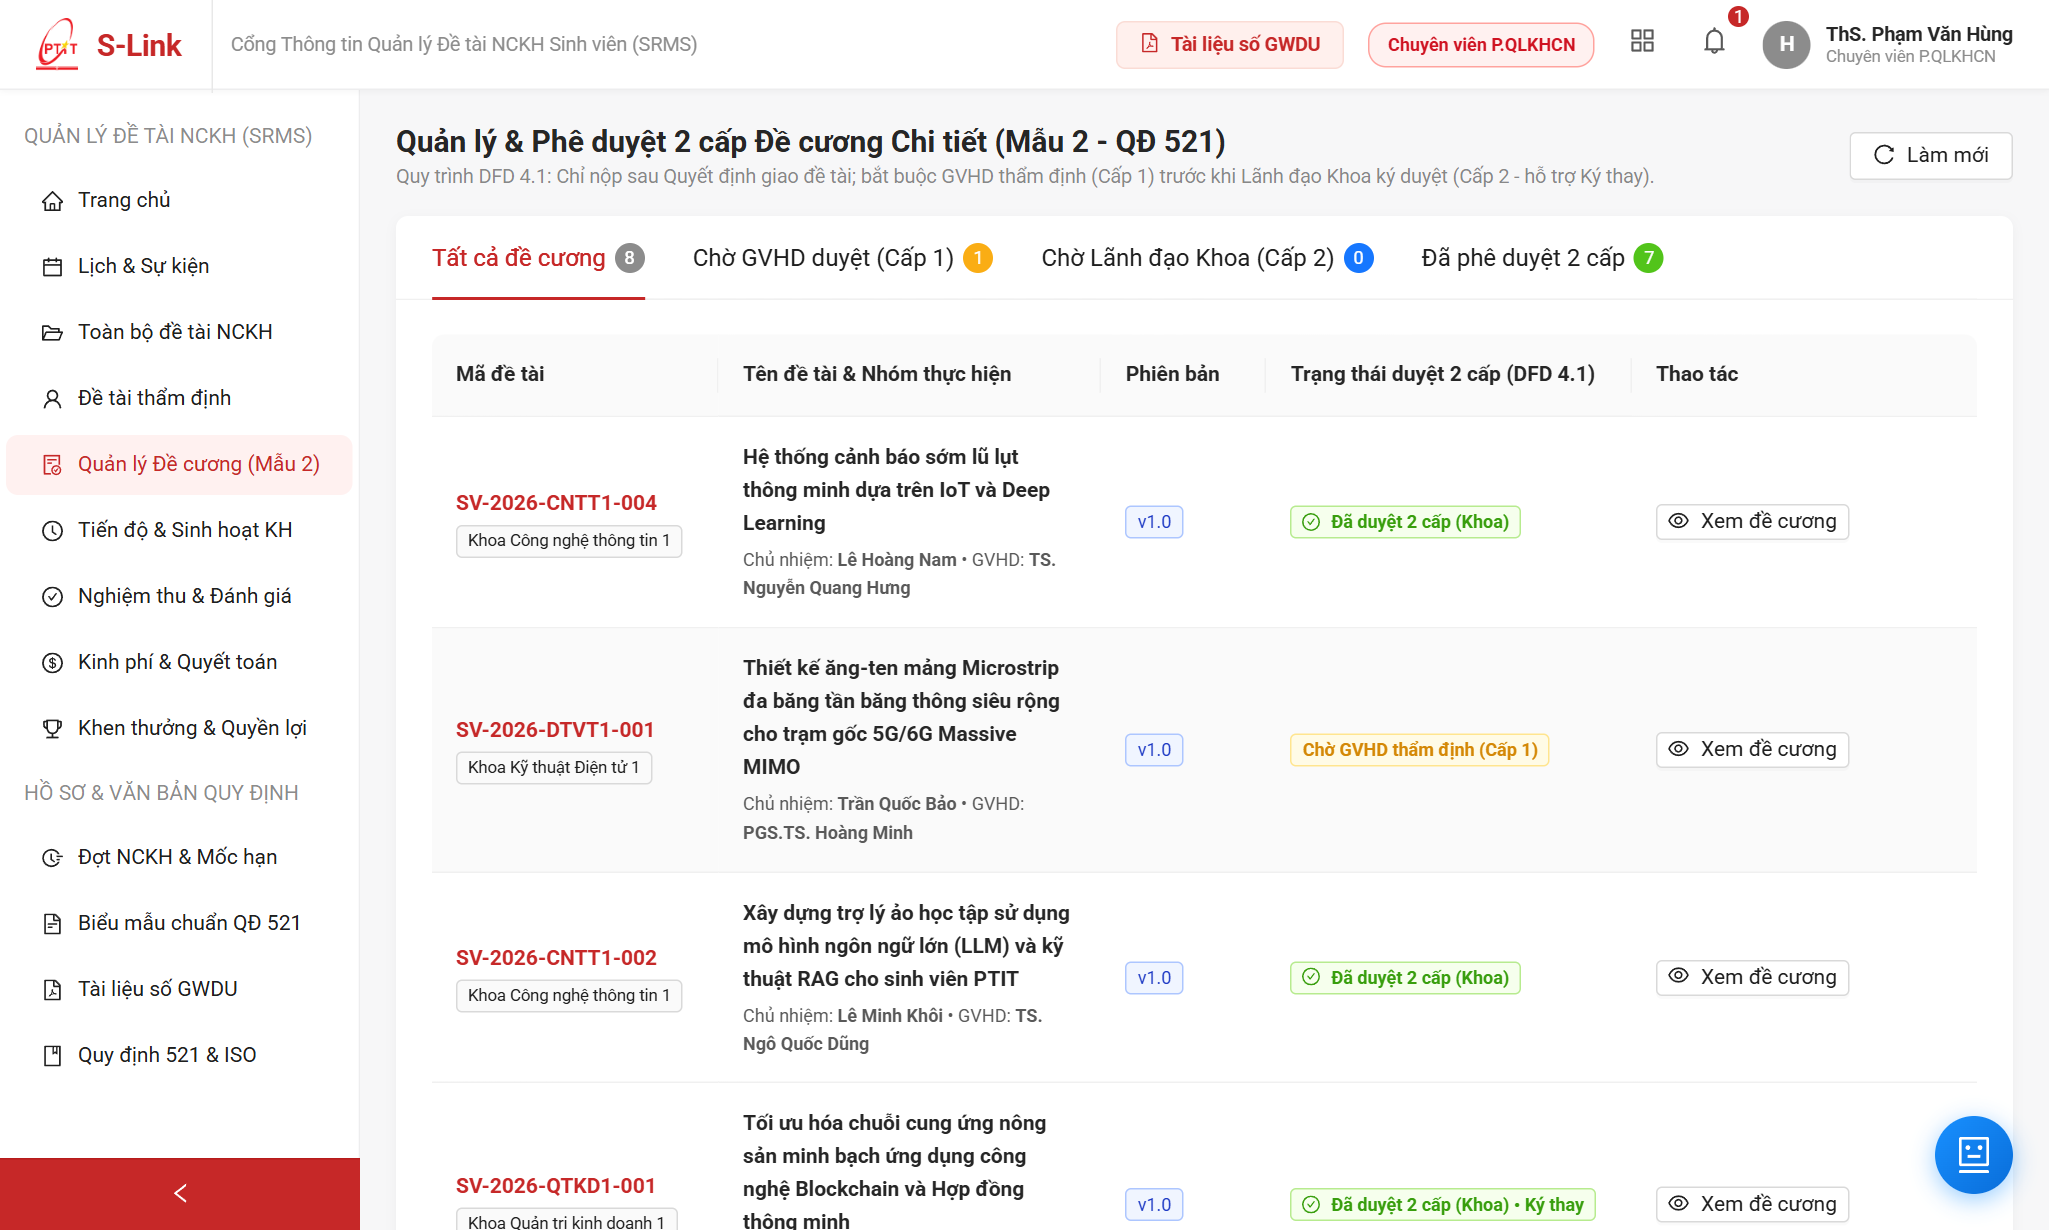 PTIT
S-Link
Cổng Thông tin Quản lý Đề tài NCKH Sinh viên (SRMS)
Tài liệu số GWDU
Chuyên viên P.QLKHCN
1
H
ThS. Phạm Văn Hùng
Chuyên viên P.QLKHCN
QUẢN LÝ ĐỀ TÀI NCKH (SRMS)
Trang chủ
Lịch & Sự kiện
Toàn bộ đề tài NCKH
Đề tài thẩm định
Quản lý Đề cương (Mẫu 2)
Tiến độ & Sinh hoạt KH
Nghiệm thu & Đánh giá
Kinh phí & Quyết toán
Khen thưởng & Quyền lợi
HỒ SƠ & VĂN BẢN QUY ĐỊNH
Đợt NCKH & Mốc hạn
Biểu mẫu chuẩn QĐ 521
Tài liệu số GWDU
Quy định 521 & ISO
Quản lý & Phê duyệt 2 cấp Đề cương Chi tiết (Mẫu 2 - QĐ 521)
Quy trình DFD 4.1: Chỉ nộp sau Quyết định giao đề tài; bắt buộc GVHD thẩm định (Cấp 1) trước khi Lãnh đạo Khoa ký duyệt (Cấp 2 - hỗ trợ Ký thay).
Làm mới
Tất cả đề cương 8
Chờ GVHD duyệt (Cấp 1) 1
Chờ Lãnh đạo Khoa (Cấp 2) 0
Đã phê duyệt 2 cấp 7
Mã đề tài
Tên đề tài & Nhóm thực hiện
Phiên bản
Trạng thái duyệt 2 cấp (DFD 4.1)
Thao tác
SV-2026-CNTT1-004
Khoa Công nghệ thông tin 1
Hệ thống cảnh báo sớm lũ lụt
thông minh dựa trên IoT và Deep
Learning
Chủ nhiệm: Lê Hoàng Nam • GVHD: TS.
Nguyễn Quang Hưng
v1.0
Đã duyệt 2 cấp (Khoa)
Xem đề cương
SV-2026-DTVT1-001
Khoa Kỹ thuật Điện tử 1
Thiết kế ăng-ten mảng Microstrip
đa băng tần băng thông siêu rộng
cho trạm gốc 5G/6G Massive
MIMO
Chủ nhiệm: Trần Quốc Bảo • GVHD:
PGS.TS. Hoàng Minh
v1.0
Chờ GVHD thẩm định (Cấp 1)
Xem đề cương
SV-2026-CNTT1-002
Khoa Công nghệ thông tin 1
Xây dựng trợ lý ảo học tập sử dụng
mô hình ngôn ngữ lớn (LLM) và kỹ
thuật RAG cho sinh viên PTIT
Chủ nhiệm: Lê Minh Khôi • GVHD: TS.
Ngô Quốc Dũng
v1.0
Đã duyệt 2 cấp (Khoa)
Xem đề cương
SV-2026-QTKD1-001
Khoa Quản trị kinh doanh 1
Tối ưu hóa chuỗi cung ứng nông
sản minh bạch ứng dụng công
nghệ Blockchain và Hợp đồng
thông minh
v1.0
Đã duyệt 2 cấp (Khoa) • Ký thay
Xem đề cương